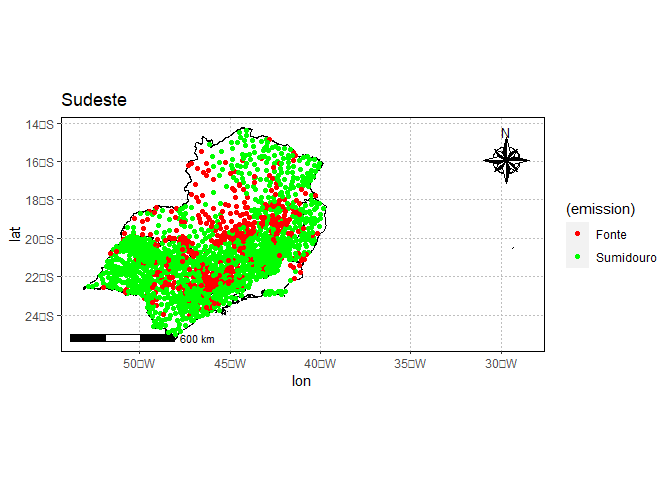 Sudeste
N
14□S
16□S
18□S
20□S
22□S
24□S
lat
600 km
50□W
45□W
40□W
35□W
30□W
lon
(emission)
Fonte
Sumidouro